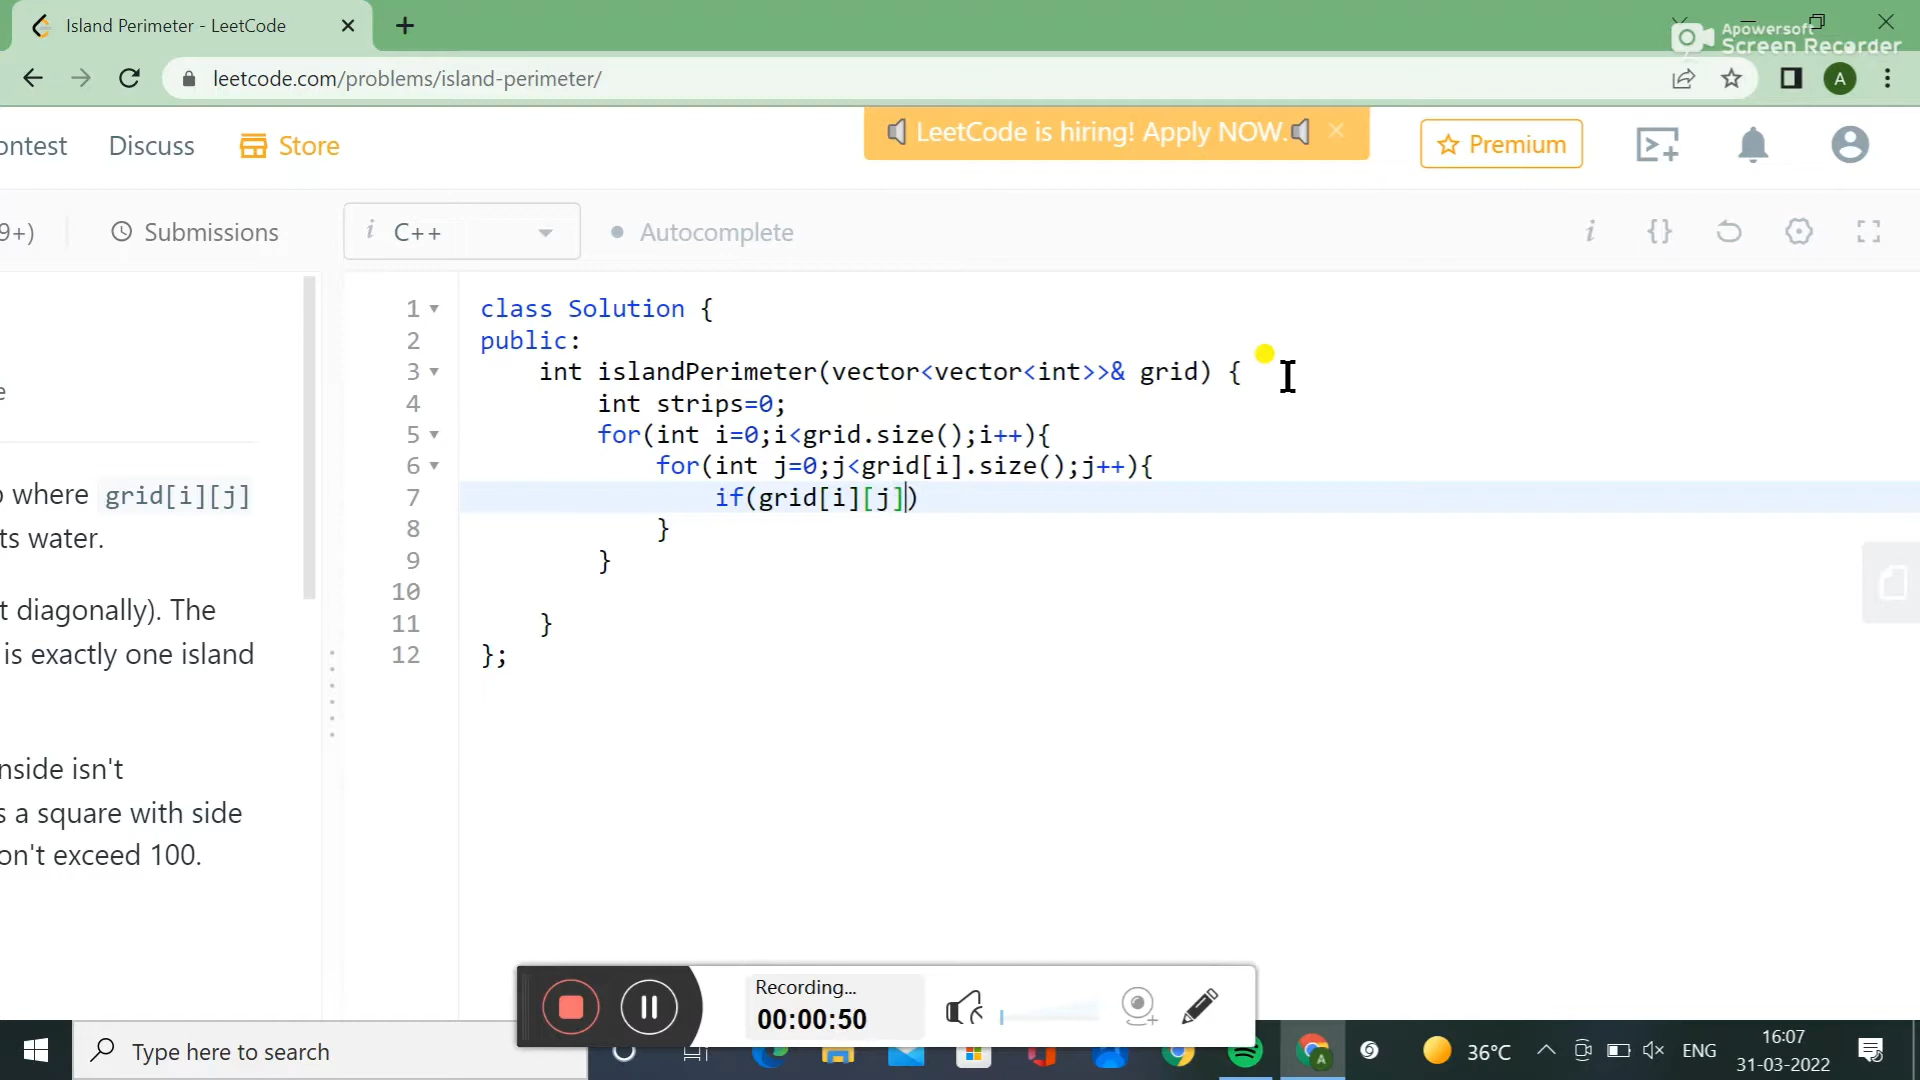 Island Perimeter - LeetCode
Apowersoft
Screen Recorder
leetcode.com/problems/island-perimeter/
A
ontest Discuss Store
LeetCode is hiring! Apply NOW.
Premium
9+) Submissions
i C++
Autocomplete
i {}
e
where grid[i][j]
ts water.
t diagonally). The
is exactly one island
nside isn't
s a square with side
on't exceed 100.
1 class Solution {
2 public:
3 int islandPerimeter(vector<vector<int>>& grid) {
4 int strips=0;
5 for(int i=0;i<grid.size();i++){
6 for(int j=0;j<grid[i].size();j++){
7 if(grid[i][j])
8 }
9 }
10
11 }
12 };
Recording...
00:00:50
Type here to search
A
36°C
ENG
16:07
31-03-2022